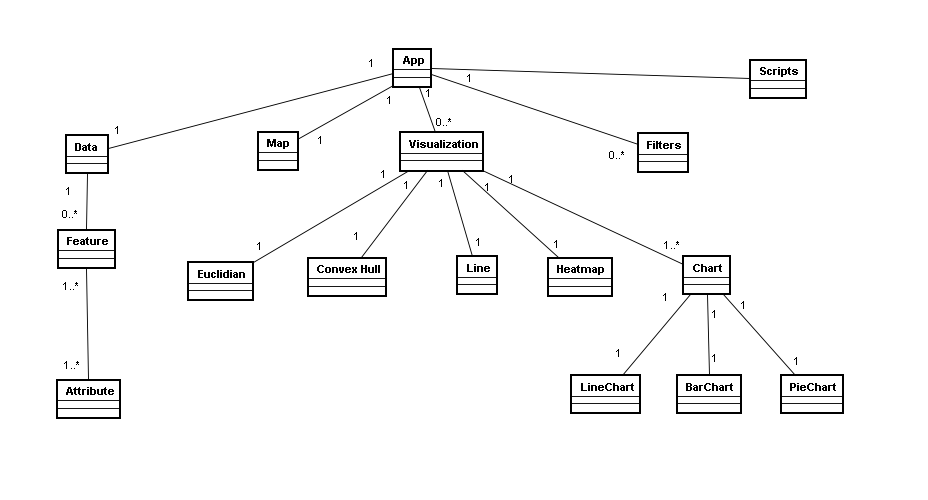 App
1
Scripts
1
1
1
1
0..*
Data
Map
1
Visualization
Filters
0..*
1
0..*
1
1
1
1
1
Feature
1
1
1
1
1..*
Euclidian
Convex Hull
Line
Heatmap
Chart
1..*
1
1
1
1..*
1
1
1
Attribute
LineChart
BarChart
PieChart